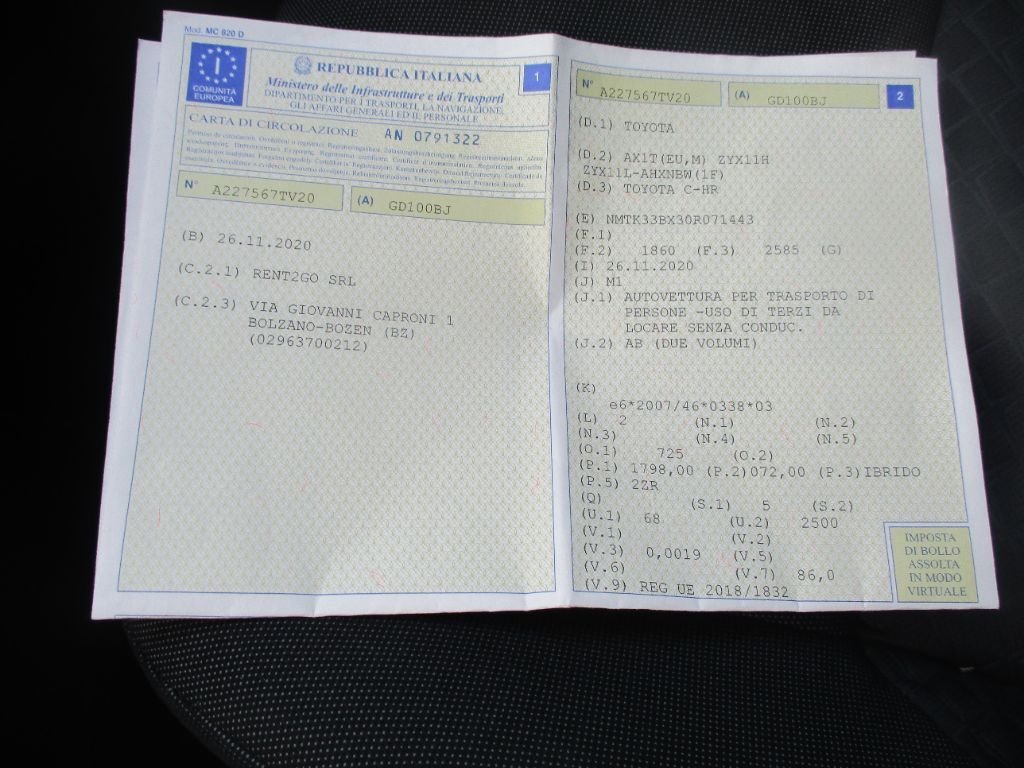 Mod. MC 820 D
COMUNITÀ
EUROPEA
I
REPUBBLICA ITALIANA
Ministero delle Infrastrutture e dei Trasporti
DIPARTIMENTO PER I TRASPORTI, LA NAVIGAZIONE,
GLI AFFARI GENERALI ED IL PERSONALE
1
CARTA DI CIRCOLAZIONE AN 0791322
N° A227567TV20 (A) GD100BJ
(B) 26.11.2020
(C.2.1) RENT2GO SRL
(C.2.3) VIA GIOVANNI CAPRONI 1
BOLZANO-BOZEN (BZ)
(02963700212)
N° A227567TV20 (A) GD100BJ 2
(D.1) TOYOTA
(D.2) AX1T(EU,M) ZYX11H
ZYX11L-AHXNBW(1F)
(D.3) TOYOTA C-HR
(E) NMTK33BX30R071443
(F.1)
(F.2) 1860 (F.3) 2585 (G)
(I) 26.11.2020
(J) M1
(J.1) AUTOVETTURA PER TRASPORTO DI
PERSONE -USO DI TERZI DA
LOCARE SENZA CONDUC.
(J.2) AB (DUE VOLUMI)
(K)
e6*2007/46*0338*03
(L) 2 (N.1) (N.2)
(N.3) (N.4) (N.5)
(O.1) 725 (O.2)
(P.1) 1798,00 (P.2)072,00 (P.3)IBRIDO
(P.5) 2ZR
(Q) (S.1) 5 (S.2)
(U.1) 68 (U.2) 2500
(V.1) (V.2)
(V.3) 0,0019 (V.5)
(V.6) (V.7) 86,0
(V.9) REG UE 2018/1832
IMPOSTA
DI BOLLO
ASSOLTA
IN MODO
VIRTUALE